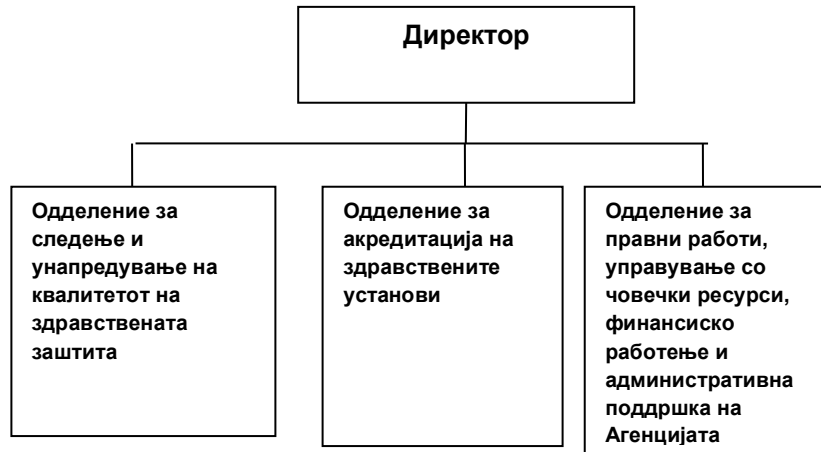 Директор
Одделение за
следење и
унапредување на
квалитетот на
здравствената
заштита
Одделение за
акредитација на
здравствените
установи
Одделение за
правни работи,
управување со
човечки ресурси,
финансиско
работење и
административна
поддршка на
Агенцијата